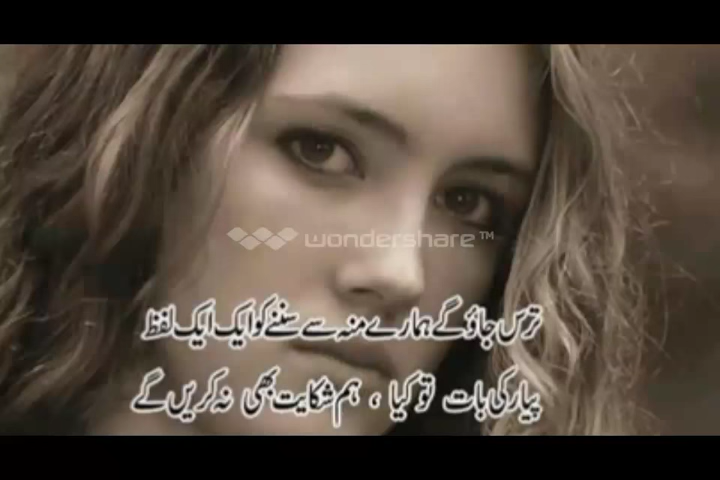 wondershare™
ترس جاؤ گے ہمارے منہ سے سننے کو ایک ایک لفظ
پیار کی بات تو کیا ، ہم شکایت بھی نہ کریں گے